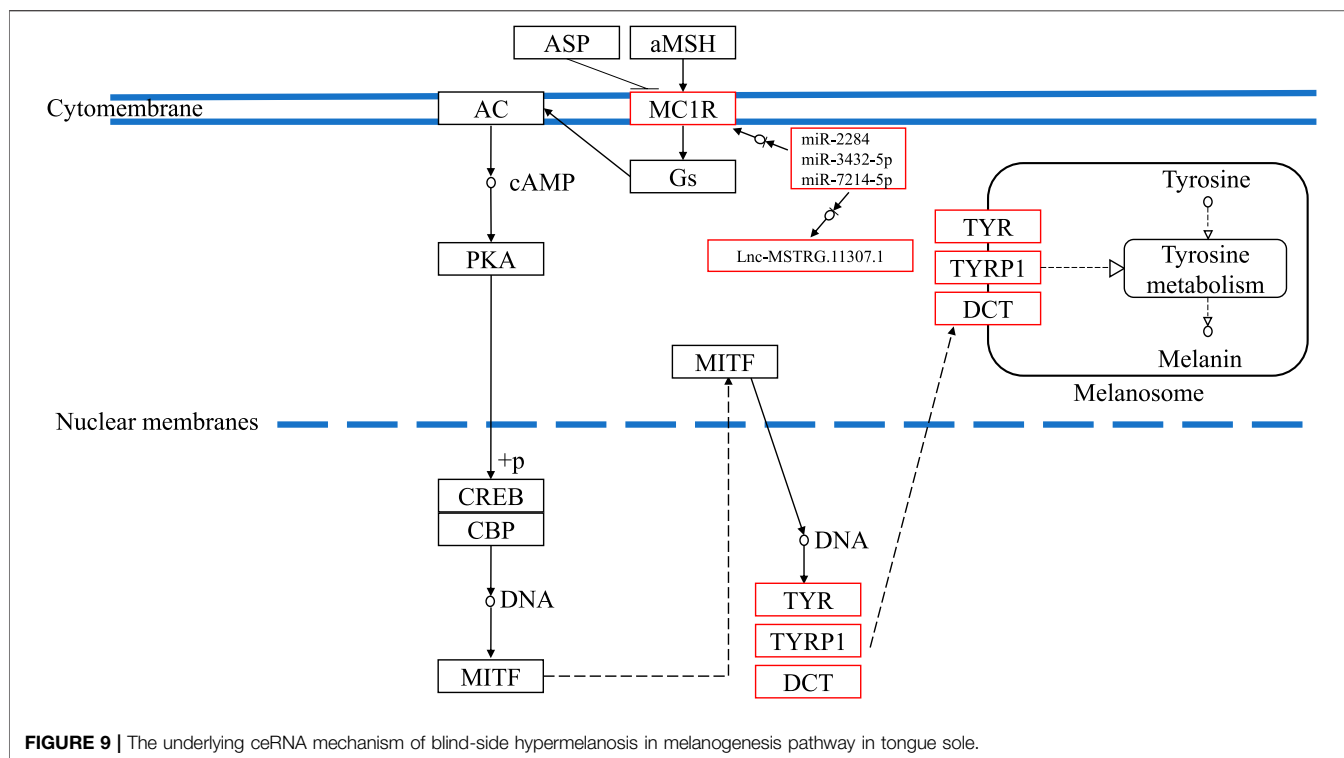 ASP
aMSH
Cytomembrane
AC
MC1R
miR-2284
miR-3432-5p
miR-7214-5p
Gs
cAMP
Tyrosine
TYR
PKA
Lnc-MSTRG.11307.1
TYRP1
Tyrosine
metabolism
DCT
MITF
Melanin
Melanosome
Nuclear membranes
+p
CREB
CBP
DNA
DNA
TYR
TYRP1
MITF
DCT
FIGURE 9 | The underlying ceRNA mechanism of blind-side hypermelanosis in melanogenesis pathway in tongue sole.